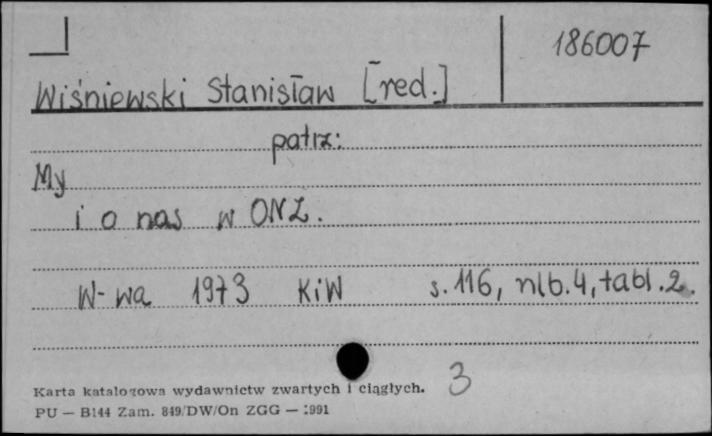 186007
Wiśniewski Stanisław [red.]
patrz:
My
i o nas w ONZ.
W-wa 1973 KiW s. 116, nlb. 4, tabl. 2.
3
Karta katalogowa wydawnictw zwartych i ciągłych.
PU — B144 Zam. 849/DW/On ZGG — 1991